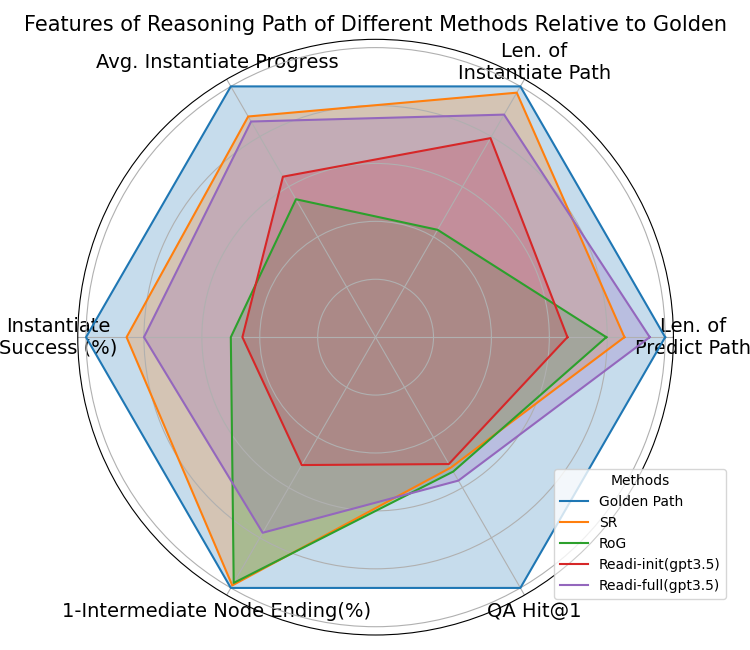 Features of Reasoning Path of Different Methods Relative to Golden
Len. of
Instantiate Path
Avg. Instantiate Progress
Instantiate
Success (%)
Len. of
Predict Path
1-Intermediate Node Ending(%)
QA Hit@1
Methods
Golden Path
SR
RoG
Readi-init(gpt3.5)
Readi-full(gpt3.5)